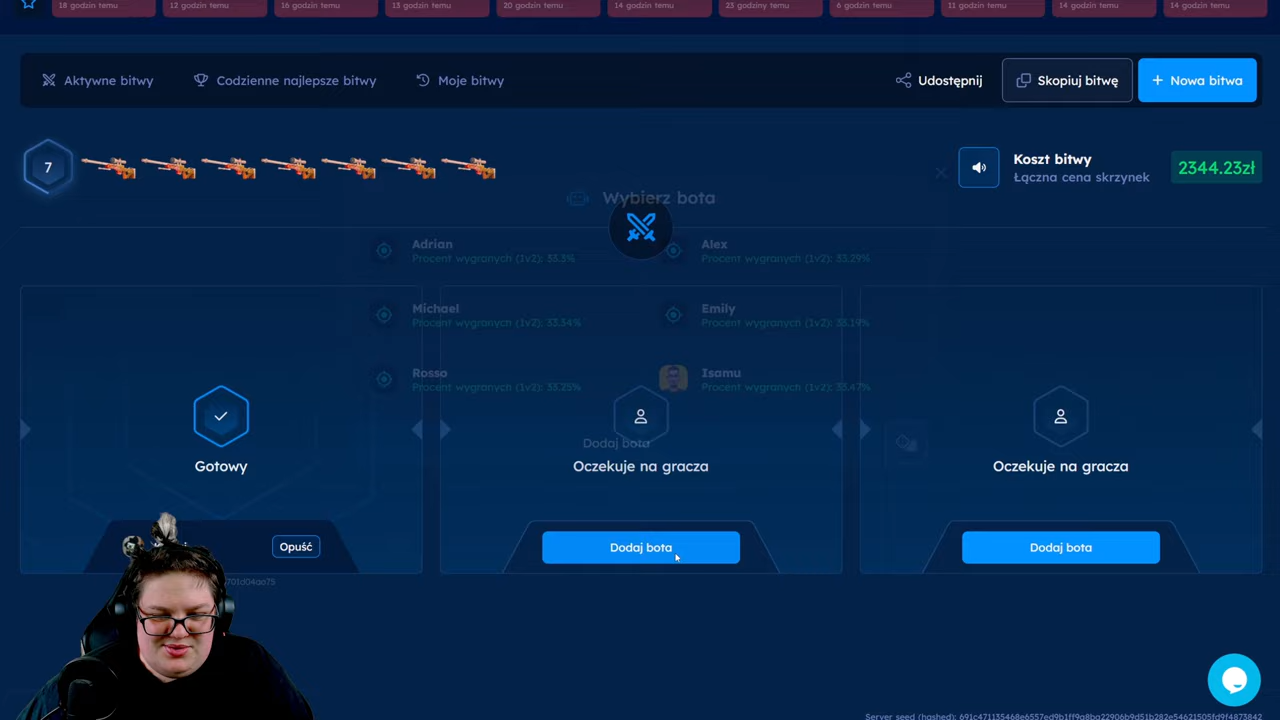 18 godzin temu
12 godzin temu
16 godzin temu
13 godzin temu
20 godzin temu
14 godzin temu
23 godziny temu
6 godzin temu
11 godzin temu
14 godzin temu
14 godzin temu
Aktywne bitwy
Codzienne najlepsze bitwy
Moje bitwy
Udostępnij
Skopiuj bitwę
+ Nowa bitwa
7
Koszt bitwy
Łączna cena skrzynek
2344.23zł
Wybierz bota
Adrian
Procent wygranych (1v2): 33.3%
Alex
Procent wygranych (1v2): 33.29%
Michael
Procent wygranych (1v2): 33.34%
Emily
Procent wygranych (1v2): 33.19%
Rosso
Procent wygranych (1v2): 33.25%
Isamu
Procent wygranych (1v2): 33.47%
Dodaj bota
Gotowy
Oczekuje na gracza
Oczekuje na gracza
Opuść
Dodaj bota
Dodaj bota
701d04ao75